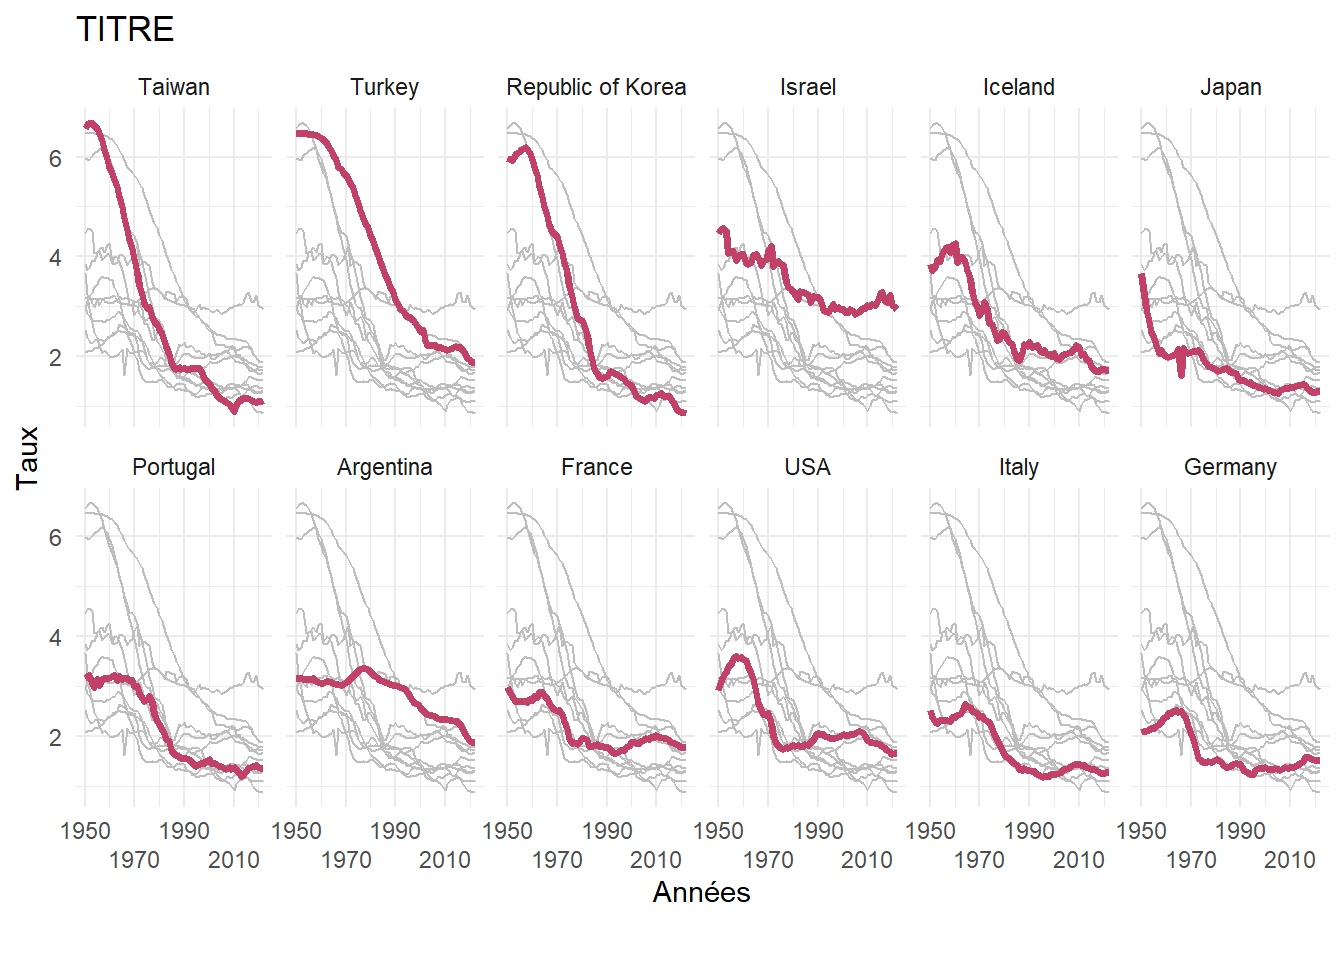 TITRE
Taiwan Turkey Republic of Korea Israel Iceland Japan
6
4
2
Taux
Portugal Argentina France USA Italy Germany
6
4
2
1950 1990 1950 1990 1950 1990 1950 1990 1950 1990 1950 1990
1970 2010 1970 2010 1970 2010 1970 2010 1970 2010 1970 2010
Années